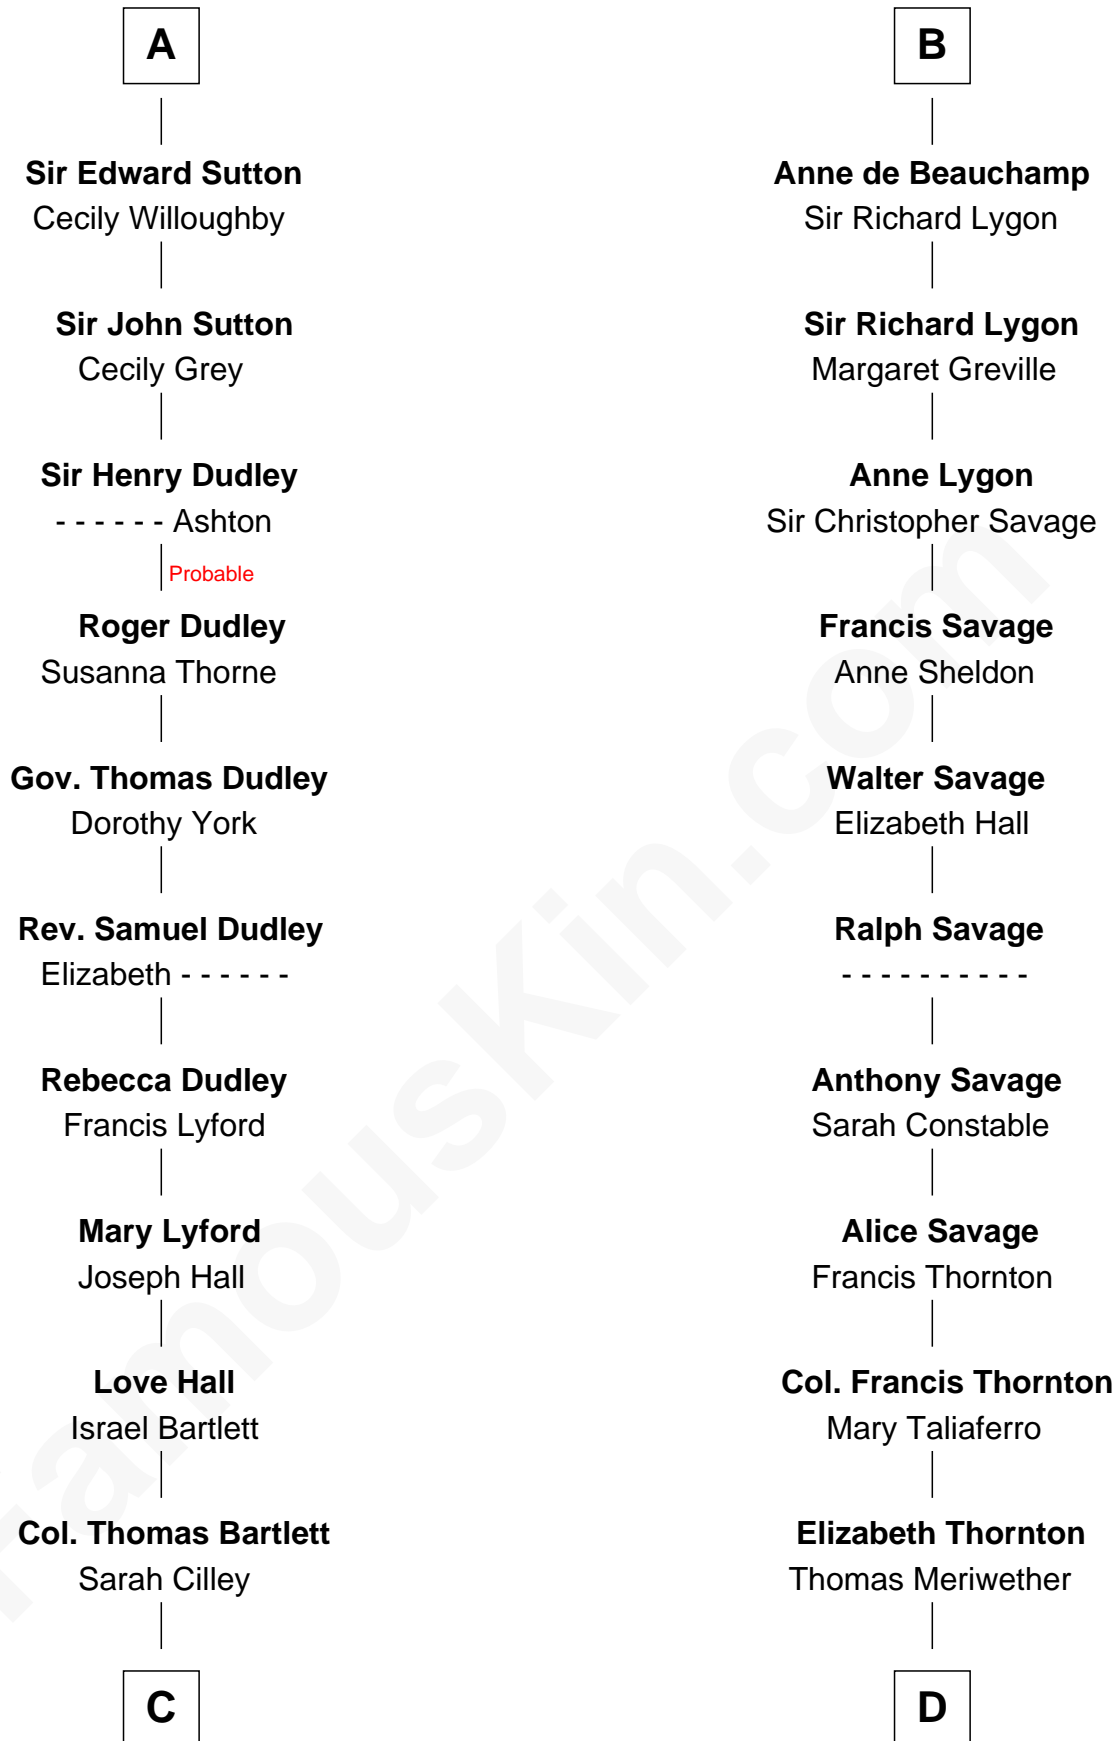 A
Sir Edward Sutton
Cecily Willoughby
Sir John Sutton
Cecily Grey
Sir Henry Dudley
- - - - - - Ashton
Probable
Roger Dudley
Susanna Thorne
Gov. Thomas Dudley
Dorothy York
Rev. Samuel Dudley
Elizabeth - - - - - -
Rebecca Dudley
Francis Lyford
Mary Lyford
Joseph Hall
Love Hall
Israel Bartlett
Col. Thomas Bartlett
Sarah Cilley
C
B
Anne de Beauchamp
Sir Richard Lygon
Sir Richard Lygon
Margaret Greville
Anne Lygon
Sir Christopher Savage
Francis Savage
Anne Sheldon
Walter Savage
Elizabeth Hall
Ralph Savage
- - - - - - - - - -
Anthony Savage
Sarah Constable
Alice Savage
Francis Thornton
Col. Francis Thornton
Mary Taliaferro
Elizabeth Thornton
Thomas Meriwether
D
FamousKin.com